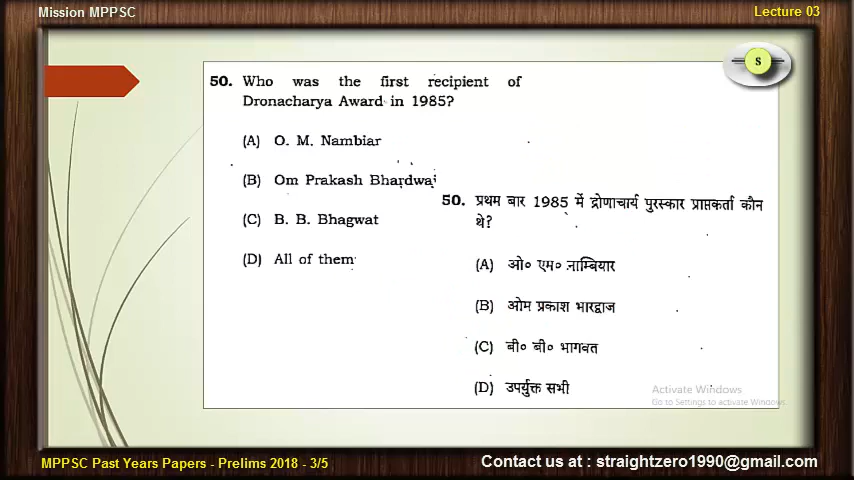 Mission MPPSC
Lecture 03
S
50. Who was the first recipient of
Dronacharya Award in 1985?
(A) O. M. Nambiar
(B) Om Prakash Bhardwaj
(C) B. B. Bhagwat
(D) All of them
50. प्रथम बार 1985 में द्रोणाचार्य पुरस्कार प्राप्तकर्ता कौन
थे?
(A) ओ० एम० नाम्बियार
(B) ओम प्रकाश भारद्वाज
(C) बी० बी० भागवत
(D) उपर्युक्त सभी
Activate Windows
Go to Settings to activate Windows.
MPPSC Past Years Papers - Prelims 2018 - 3/5
Contact us at : straightzero1990@gmail.com